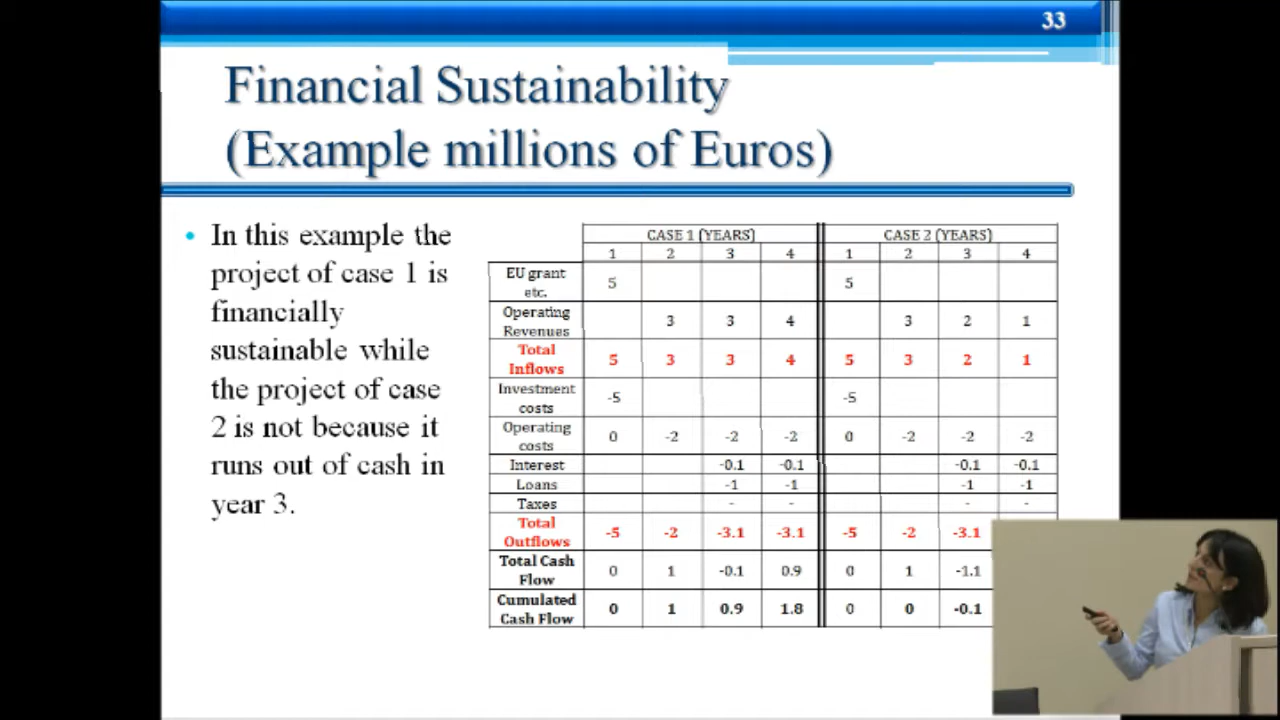 33
Financial Sustainability
(Example millions of Euros)
• In this example the
project of case 1 is
financially
sustainable while
the project of case
2 is not because it
runs out of cash in
year 3.
CASE 1 (YEARS) CASE 2 (YEARS)
1 2 3 4 1 2 3 4
EU grant
etc. 5 5
Operating
Revenues 3 3 4 3 2 1
Total
Inflows 5 3 3 4 5 3 2 1
Investment
costs -5 -5
Operating
costs 0 -2 -2 -2 0 -2 -2 -2
Interest -0.1 -0.1 -0.1 -0.1
Loans -1 -1 -1 -1
Taxes - - - -
Total
Outflows -5 -2 -3.1 -3.1 -5 -2 -3.1
Total Cash
Flow 0 1 -0.1 0.9 0 1 -1.1
Cumulated
Cash Flow 0 1 0.9 1.8 0 0 -0.1